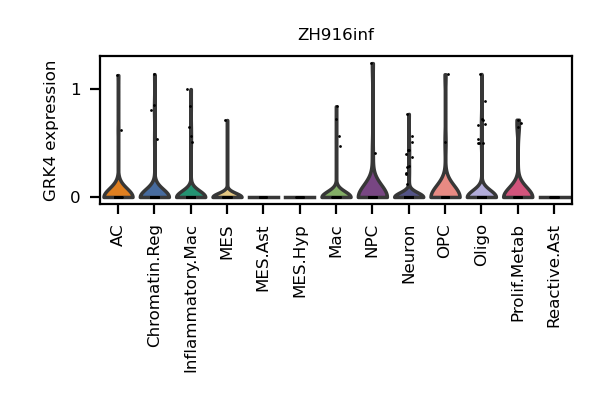 ZH916inf
GRK4 expression
1
0
AC
Chromatin.Reg
Inflammatory.Mac
MES
MES.Ast
MES.Hyp
Mac
NPC
Neuron
OPC
Oligo
Prolif.Metab
Reactive.Ast